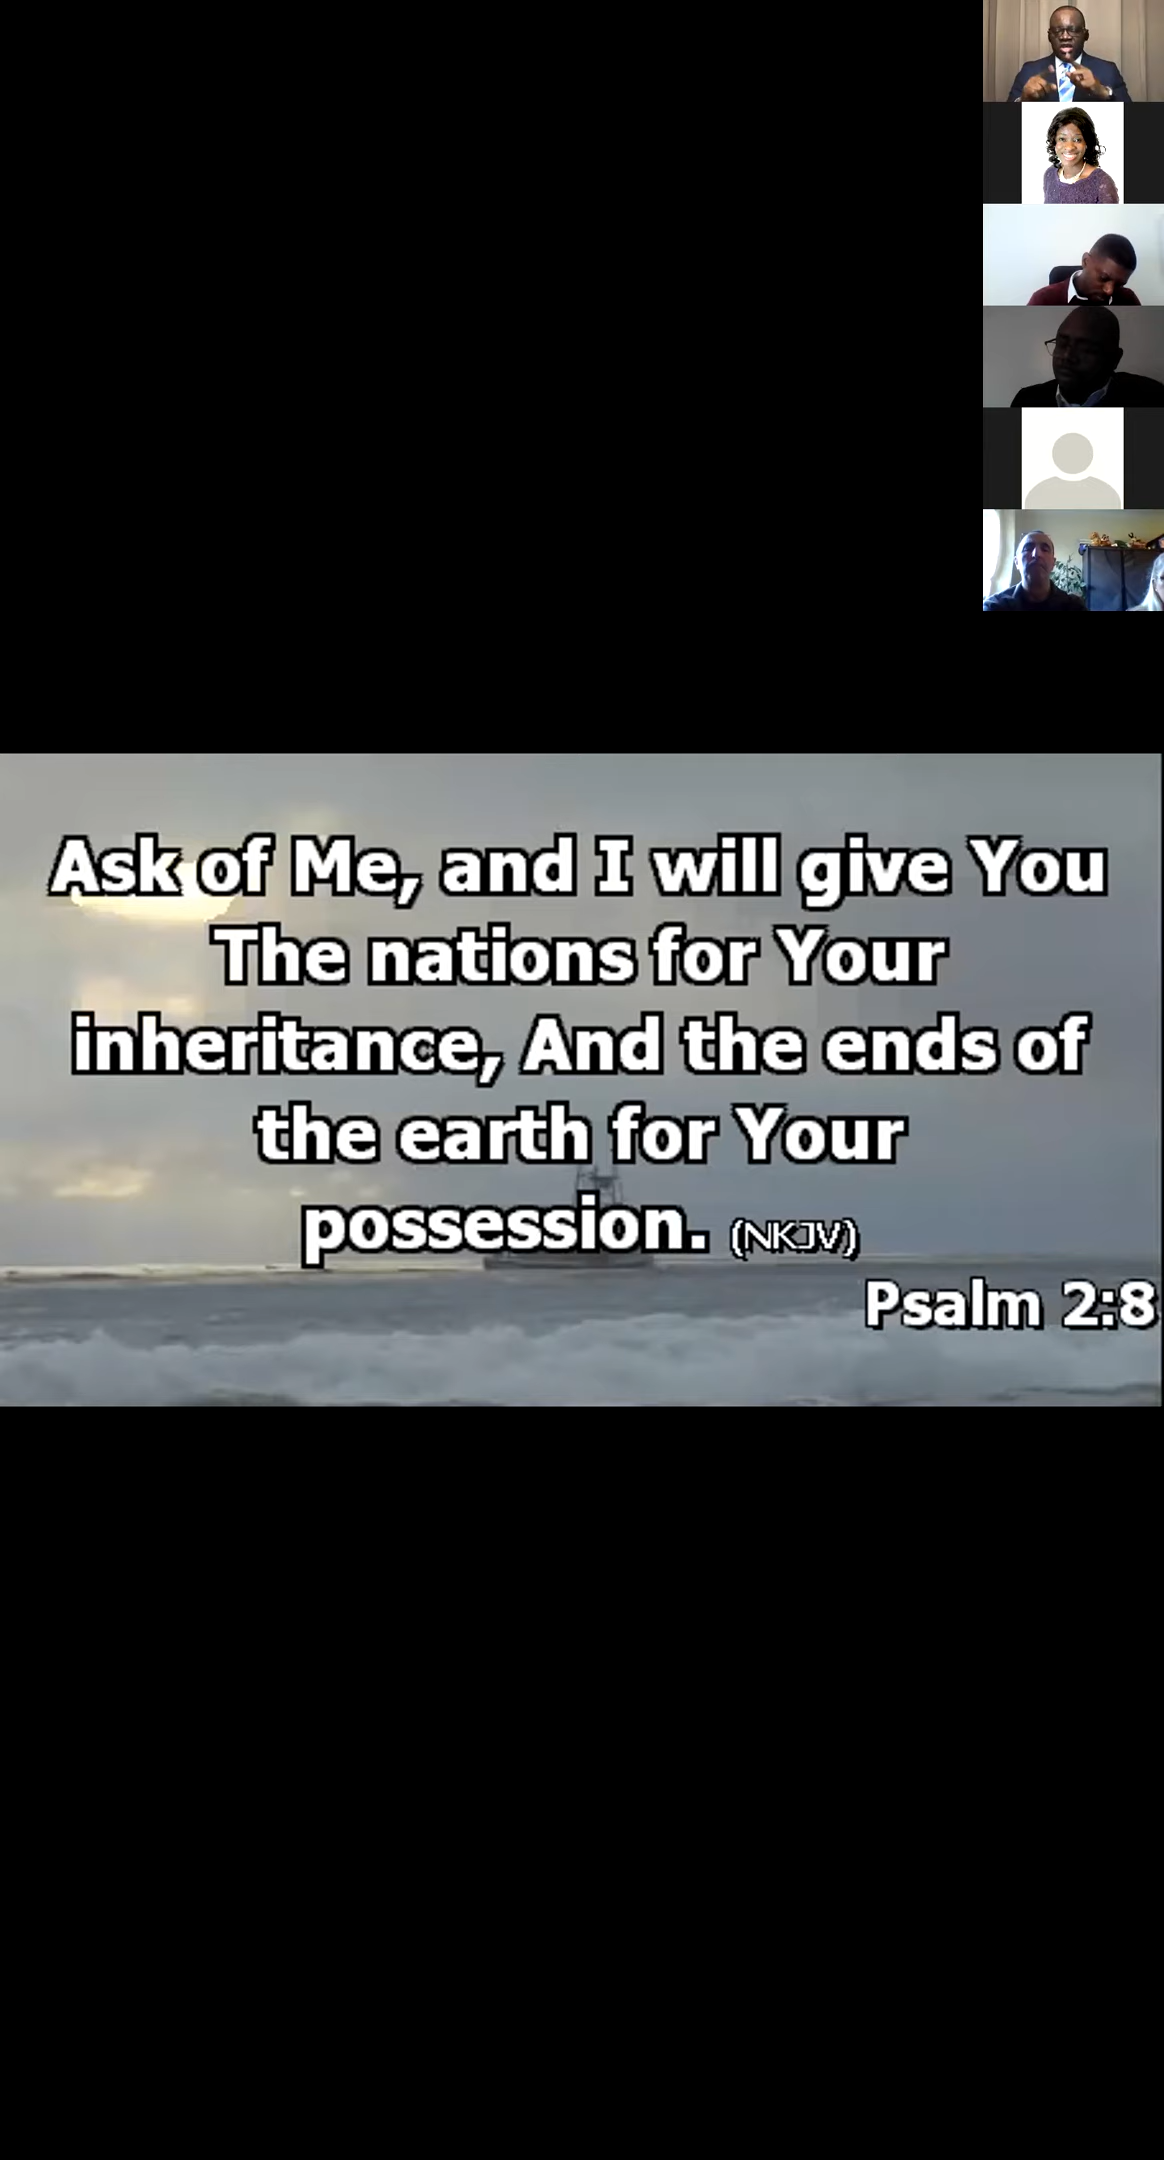 Ask of Me, and I will give You
The nations for Your
inheritance, And the ends of
the earth for Your
possession. (NKJV)
Psalm 2:8